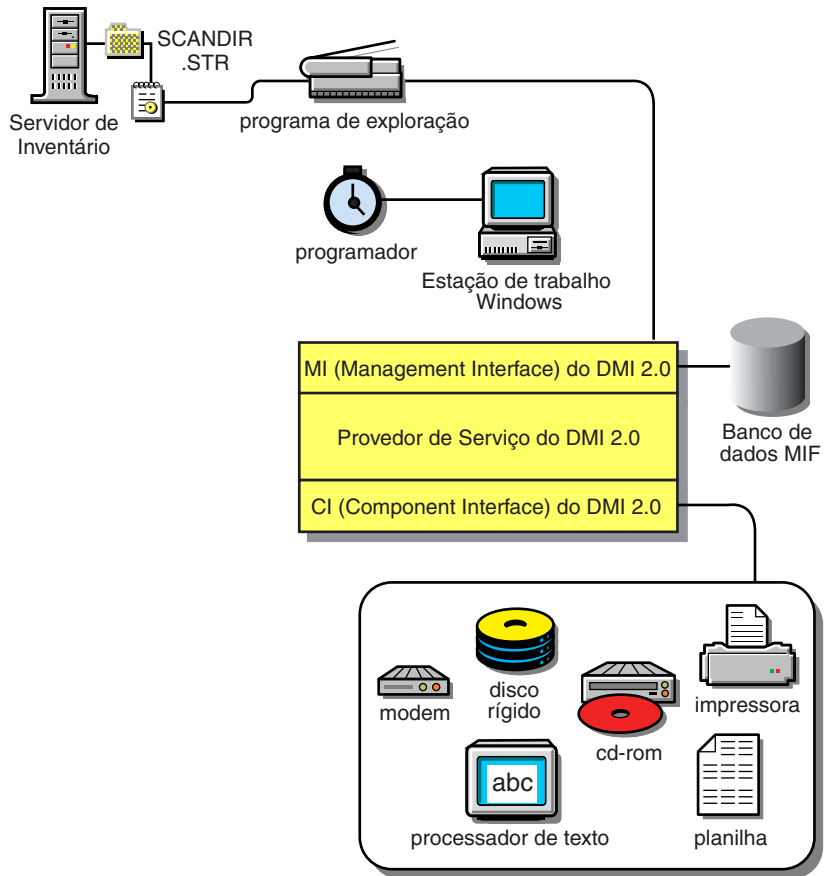 SCANDIR
.STR
Servidor de
Inventário
programa de exploração
programador
Estação de trabalho
Windows
MI (Management Interface) do DMI 2.0
Provedor de Serviço do DMI 2.0
CI (Component Interface) do DMI 2.0
Banco de
dados MIF
modem
disco
rígido
cd-rom
impressora
abc
processador de texto
planilha